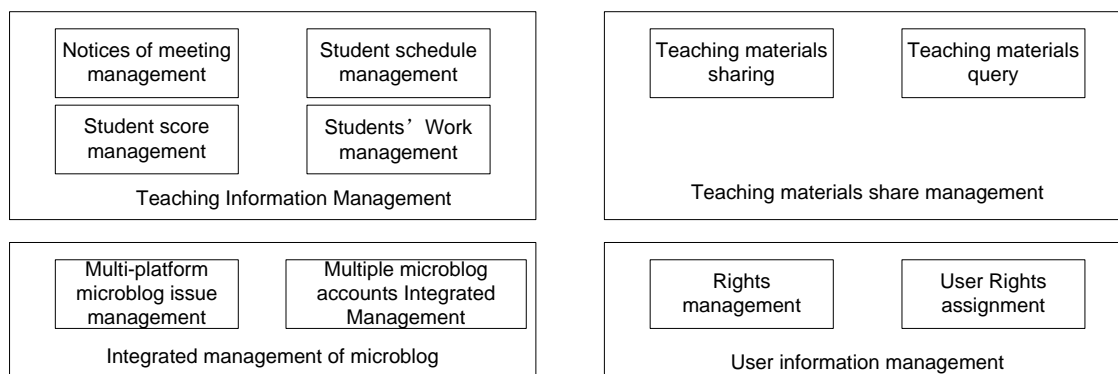 Notices of meeting
management
Student schedule
management
Student score
management
Students’ Work
management
Teaching Information Management
Teaching materials
sharing
Teaching materials
query
Teaching materials share management
Multi-platform
microblog issue
management
Multiple microblog
accounts Integrated
Management
Integrated management of microblog
Rights
management
User Rights
assignment
User information management